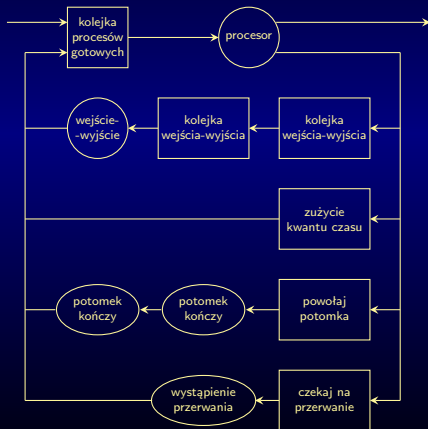 kolejka
procesów
gotowych
procesor
wejście-
-wyjście
kolejka
wejścia-wyjścia
kolejka
wejścia-wyjścia
zużycie
kwantu czasu
potomek
kończy
potomek
kończy
powołaj
potomka
wystąpienie
przerwania
czekaj na
przerwanie